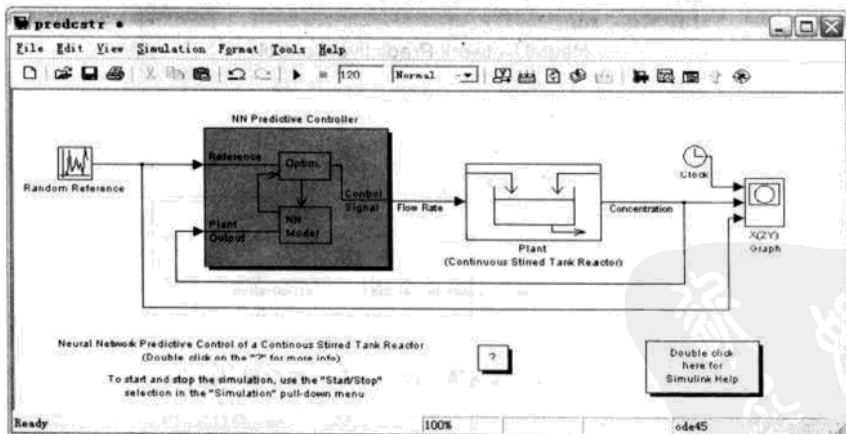 predcstr *
File Edit View Simulation Format Tools Help
120 Normal
NN Predictive Controller
Reference
Optim.
Random Reference
Control
Signal
Plant
Output
NN
Model
Flow Rate
Plant
(Continuous Stirred Tank Reactor)
Concentration
Clock
X(2Y)
Graph
Neural Network Predictive Control of a Continous Stirred Tank Reactor
(Double click on the "?" for more info)
?
To start and stop the simulation, use the "Start/Stop"
selection in the "Simulation" pull-down menu
Double click
here for
Simulink Help
Ready 100% ode45